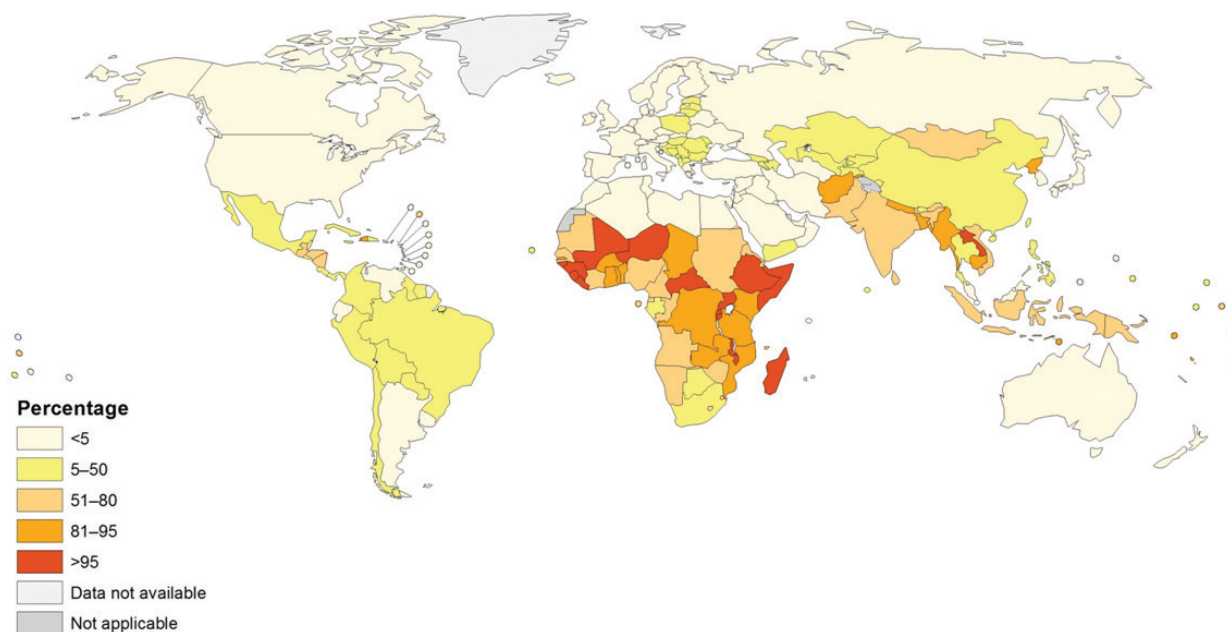 Percentage
<5
5–50
51–80
81–95
>95
Data not available
Not applicable